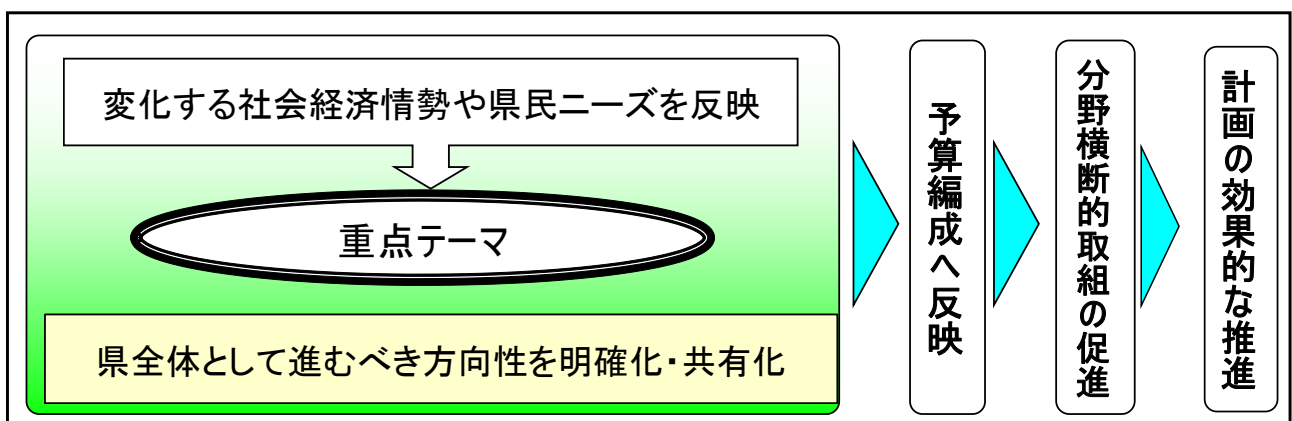 変化する社会経済情勢や県民ニーズを反映
重点テーマ
県全体として進むべき方向性を明確化・共有化
予算編成へ反映
分野横断的取組の促進
計画の効果的な推進